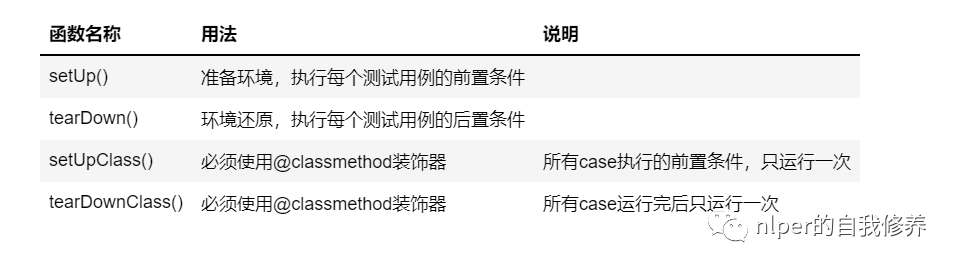 函数名称 用法 说明
setUp() 准备环境，执行每个测试用例的前置条件
tearDown() 环境还原，执行每个测试用例的后置条件
setUpClass() 必须使用@classmethod装饰器 所有case执行的前置条件，只运行一次
tearDownClass() 必须使用@classmethod装饰器 所有case运行完后只运行一次
nlper的自我修养